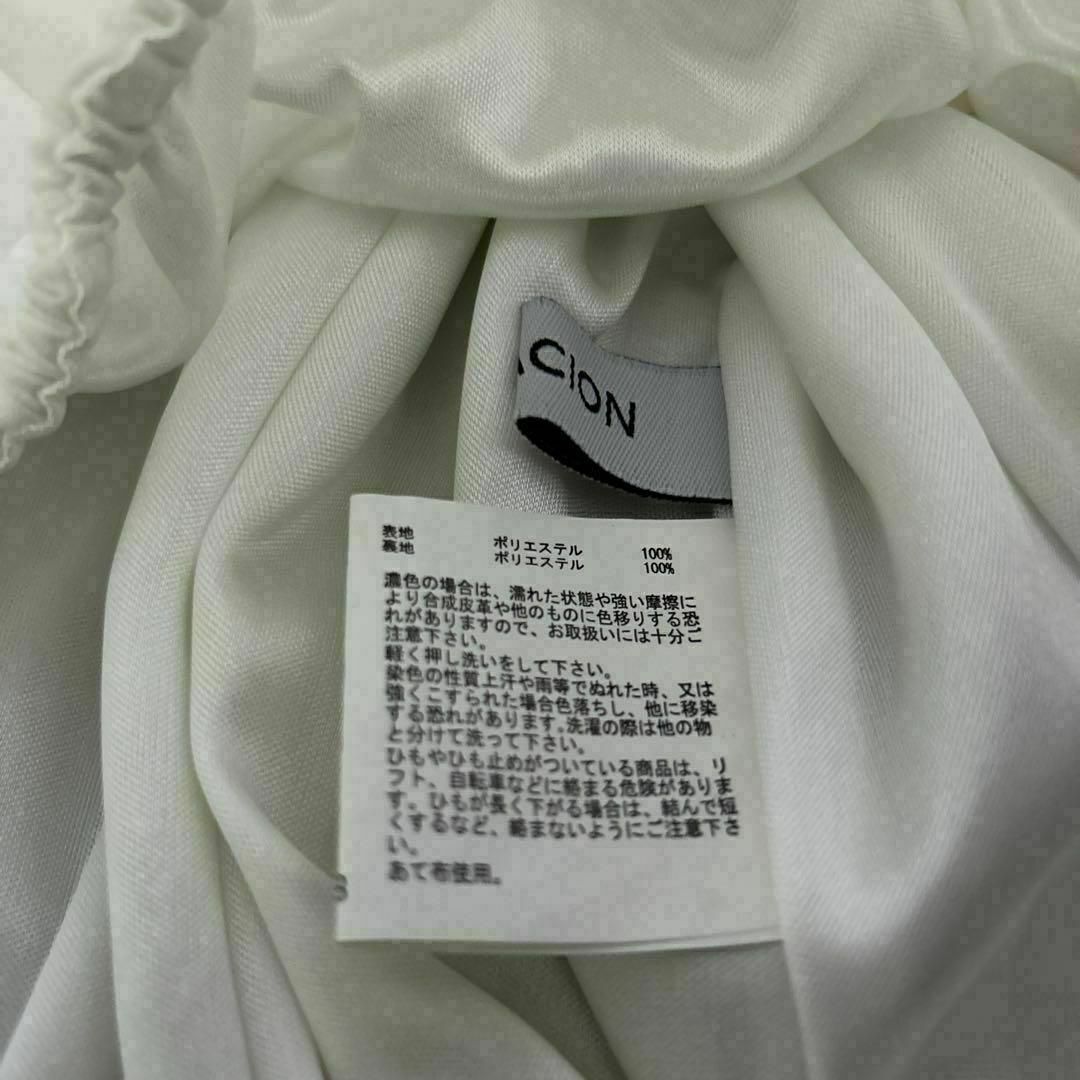 CION
表地 ポリエステル 100%
裏地 ポリエステル 100%
濃色の場合は、濡れた状態や強い摩擦に
より合成皮革や他のものに色移りする恐
れがありますので、お取扱いには十分ご
注意下さい。
軽く押し洗いをして下さい。
染色の性質上汗や雨等でぬれた時、又は
強くこすられた場合色落ちし、他に移染
する恐れがあります。洗濯の際は他の物
と分けて洗って下さい。
ひもやひも止めがついている商品は、リ
フト、自転車などに絡まる危険がありま
す。ひもが長く下がる場合は、結んで短
くするなど、絡まないようにご注意下さ
い。
あて布使用。